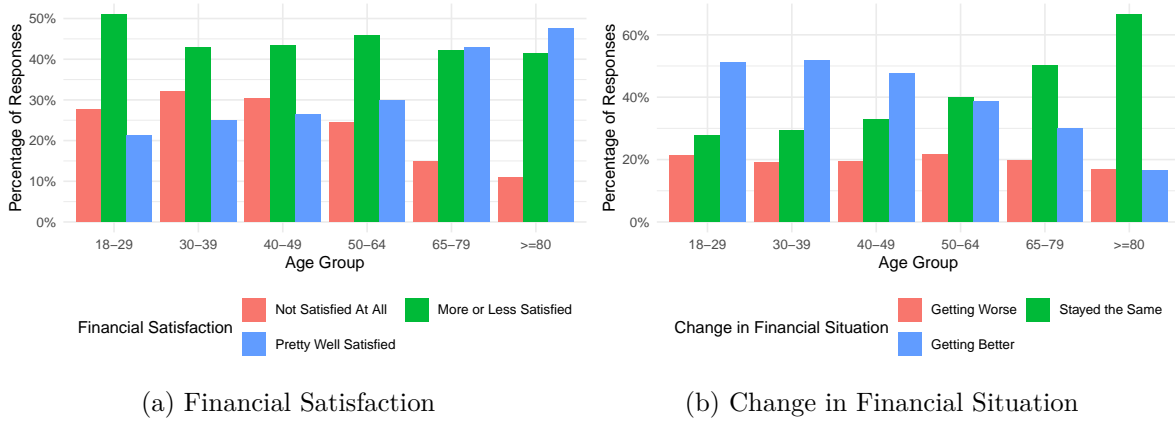 Percentage of Responses
50%
40%
30%
20%
10%
0%
18–29 30–39 40–49 50–64 65–79 >=80
Age Group
Financial Satisfaction
Not Satisfied At All
More or Less Satisfied
Pretty Well Satisfied
(a) Financial Satisfaction
Percentage of Responses
60%
40%
20%
0%
18–29 30–39 40–49 50–64 65–79 >=80
Age Group
Change in Financial Situation
Getting Worse
Stayed the Same
Getting Better
(b) Change in Financial Situation